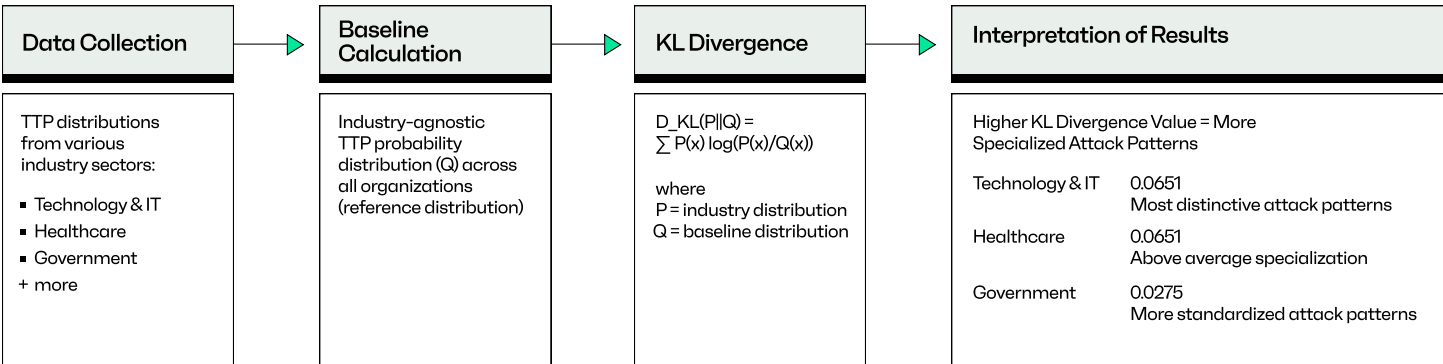 Data Collection
TTP distributions
from various
industry sectors:
▪ Technology & IT
▪ Healthcare
▪ Government
+ more
Baseline
Calculation
Industry-agnostic
TTP probability
distribution (Q) across
all organizations
(reference distribution)
KL Divergence
D_KL(P||Q) =
∑ P(x) log(P(x)/Q(x))
where
P = industry distribution
Q = baseline distribution
Interpretation of Results
Higher KL Divergence Value = More
Specialized Attack Patterns
Technology & IT 0.0651
Most distinctive attack patterns
Healthcare 0.0651
Above average specialization
Government 0.0275
More standardized attack patterns